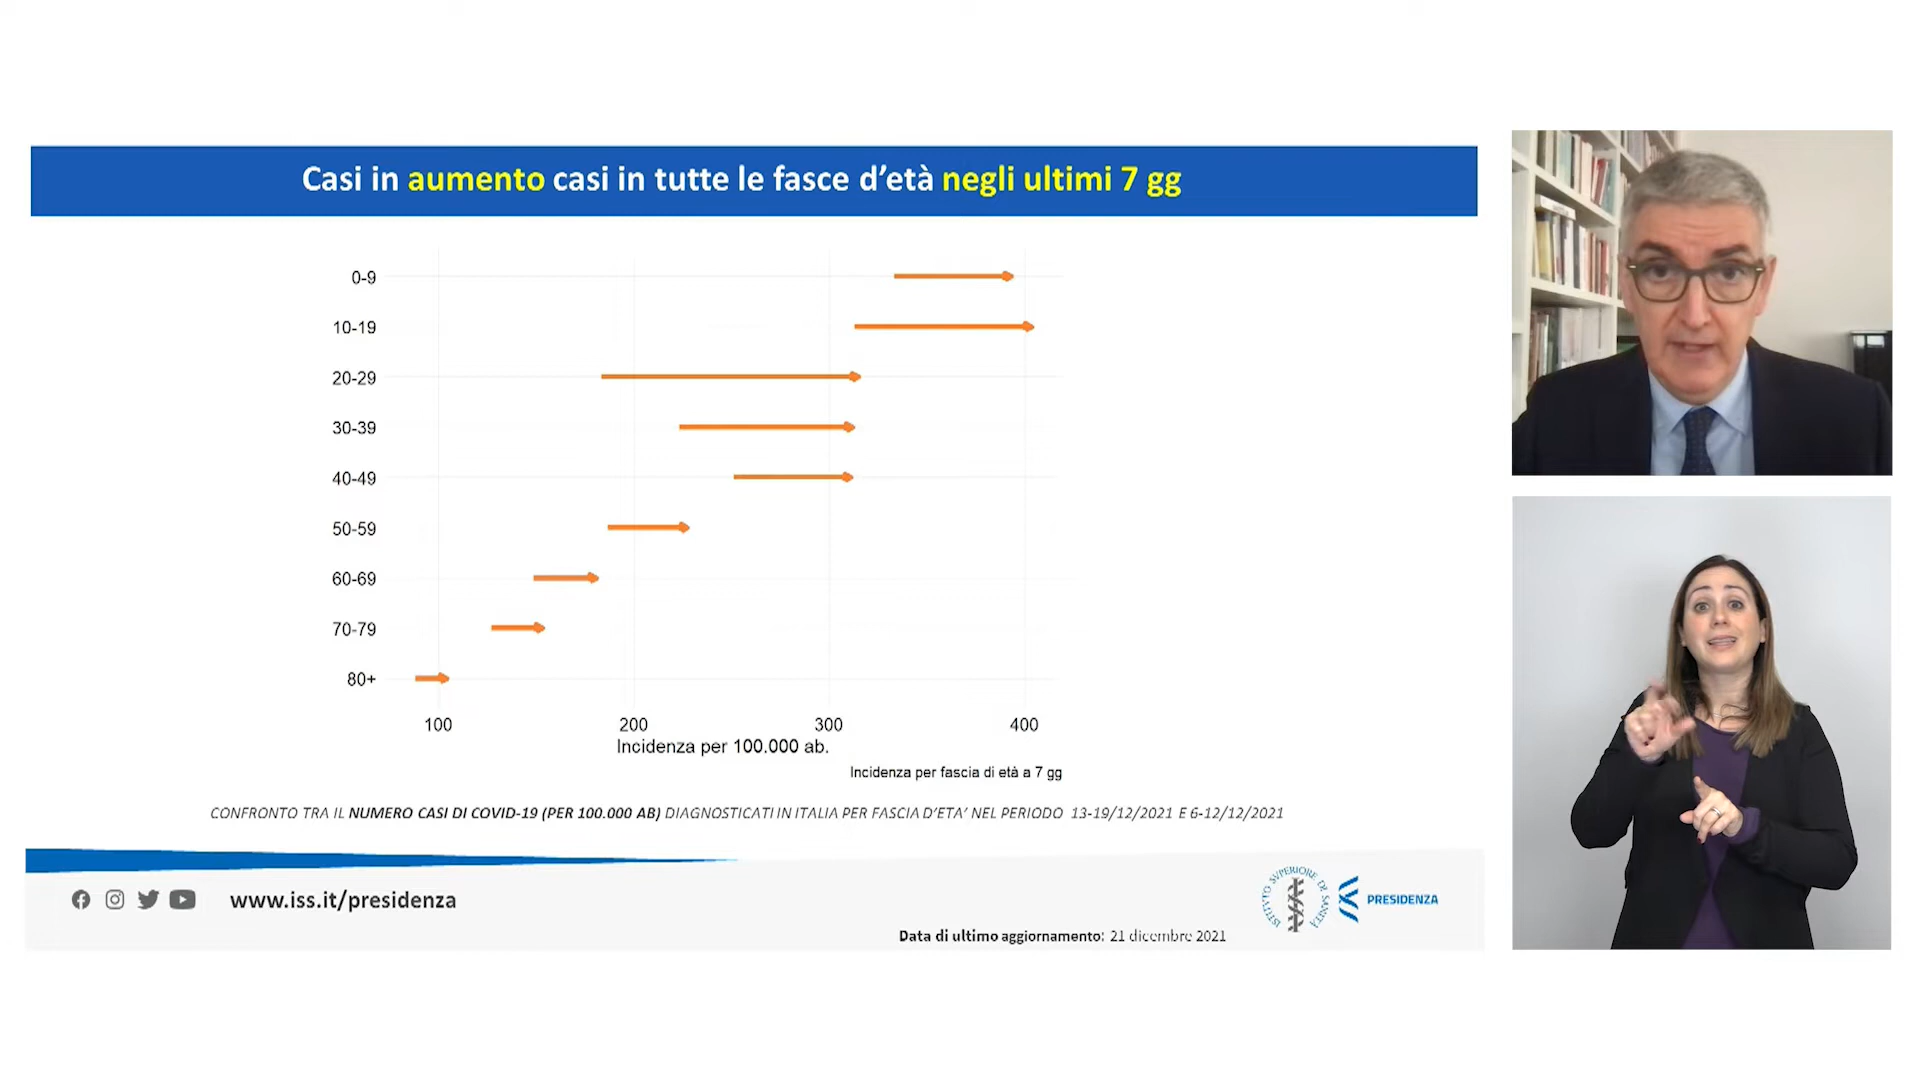 Casi in aumento casi in tutte le fasce d’età negli ultimi 7 gg
0-9
10-19
20-29
30-39
40-49
50-59
60-69
70-79
80+
100 200 300 400
Incidenza per 100.000 ab.
Incidenza per fascia di età a 7 gg
CONFRONTO TRA IL NUMERO CASI DI COVID-19 (PER 100.000 AB) DIAGNOSTICATI IN ITALIA PER FASCIA D’ETA’ NEL PERIODO 13-19/12/2021 E 6-12/12/2021
www.iss.it/presidenza
ISTITVTO SVPERIORE DI SANITÀ
PRESIDENZA
Data di ultimo aggiornamento: 21 dicembre 2021